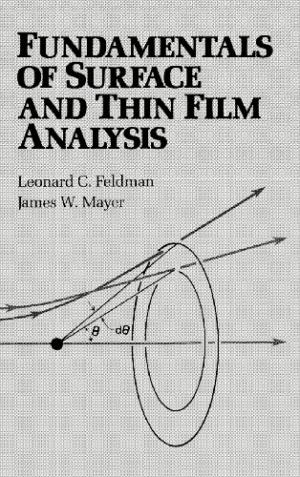 FUNDAMENTALS
OF SURFACE
AND THIN FILM
ANALYSIS
Leonard C. Feldman
James W. Mayer
θ
dθ